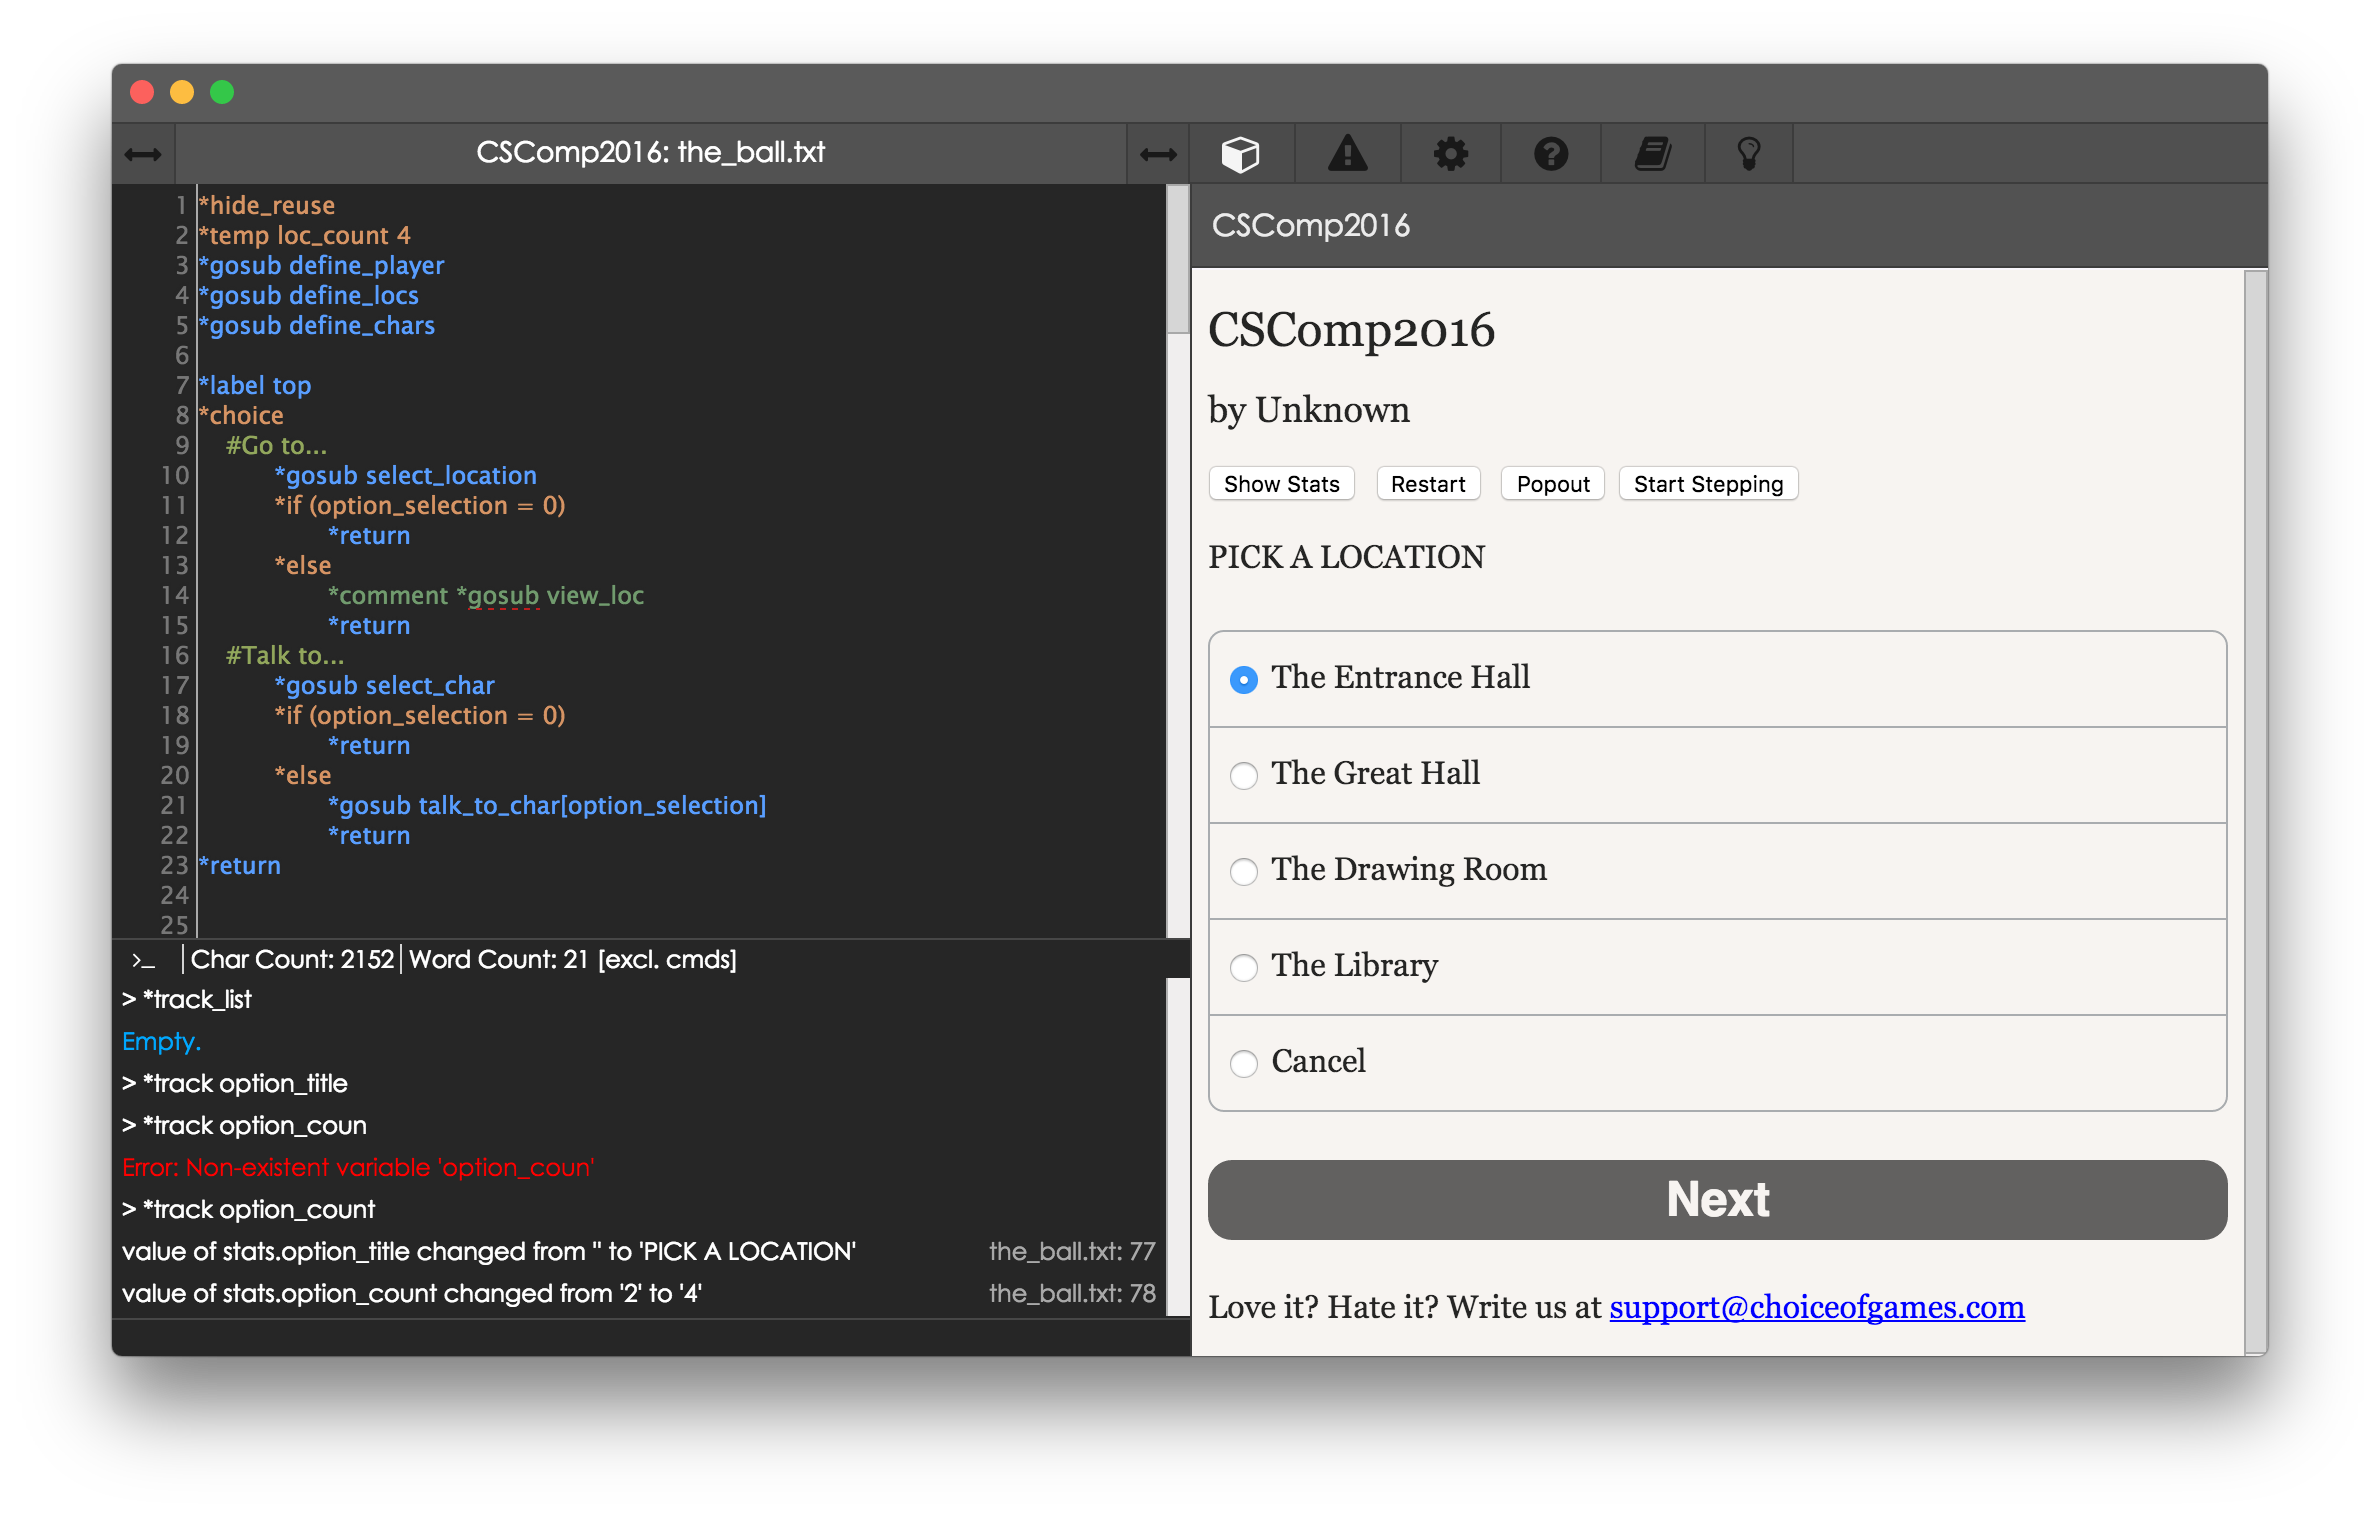 CSComp2016: the_ball.txt
1 *hide_reuse
2 *temp loc_count 4
3 *gosub define_player
4 *gosub define_locs
5 *gosub define_chars
6
7 *label top
8 *choice
9 #Go to...
10 *gosub select_location
11 *if (option_selection = 0)
12 *return
13 *else
14 *comment *gosub view_loc
15 *return
16 #Talk to...
17 *gosub select_char
18 *if (option_selection = 0)
19 *return
20 *else
21 *gosub talk_to_char[option_selection]
22 *return
23 *return
24
25
>_ Char Count: 2152 Word Count: 21 [excl. cmds]
> *track_list
Empty.
> *track option_title
> *track option_coun
Error: Non-existent variable 'option_coun'
> *track option_count
value of stats.option_title changed from '' to 'PICK A LOCATION' the_ball.txt: 77
value of stats.option_count changed from '2' to '4' the_ball.txt: 78
CSComp2016
CSComp2016
by Unknown
Show Stats Restart Popout Start Stepping
PICK A LOCATION
The Entrance Hall
The Great Hall
The Drawing Room
The Library
Cancel
Next
Love it? Hate it? Write us at support@choiceofgames.com